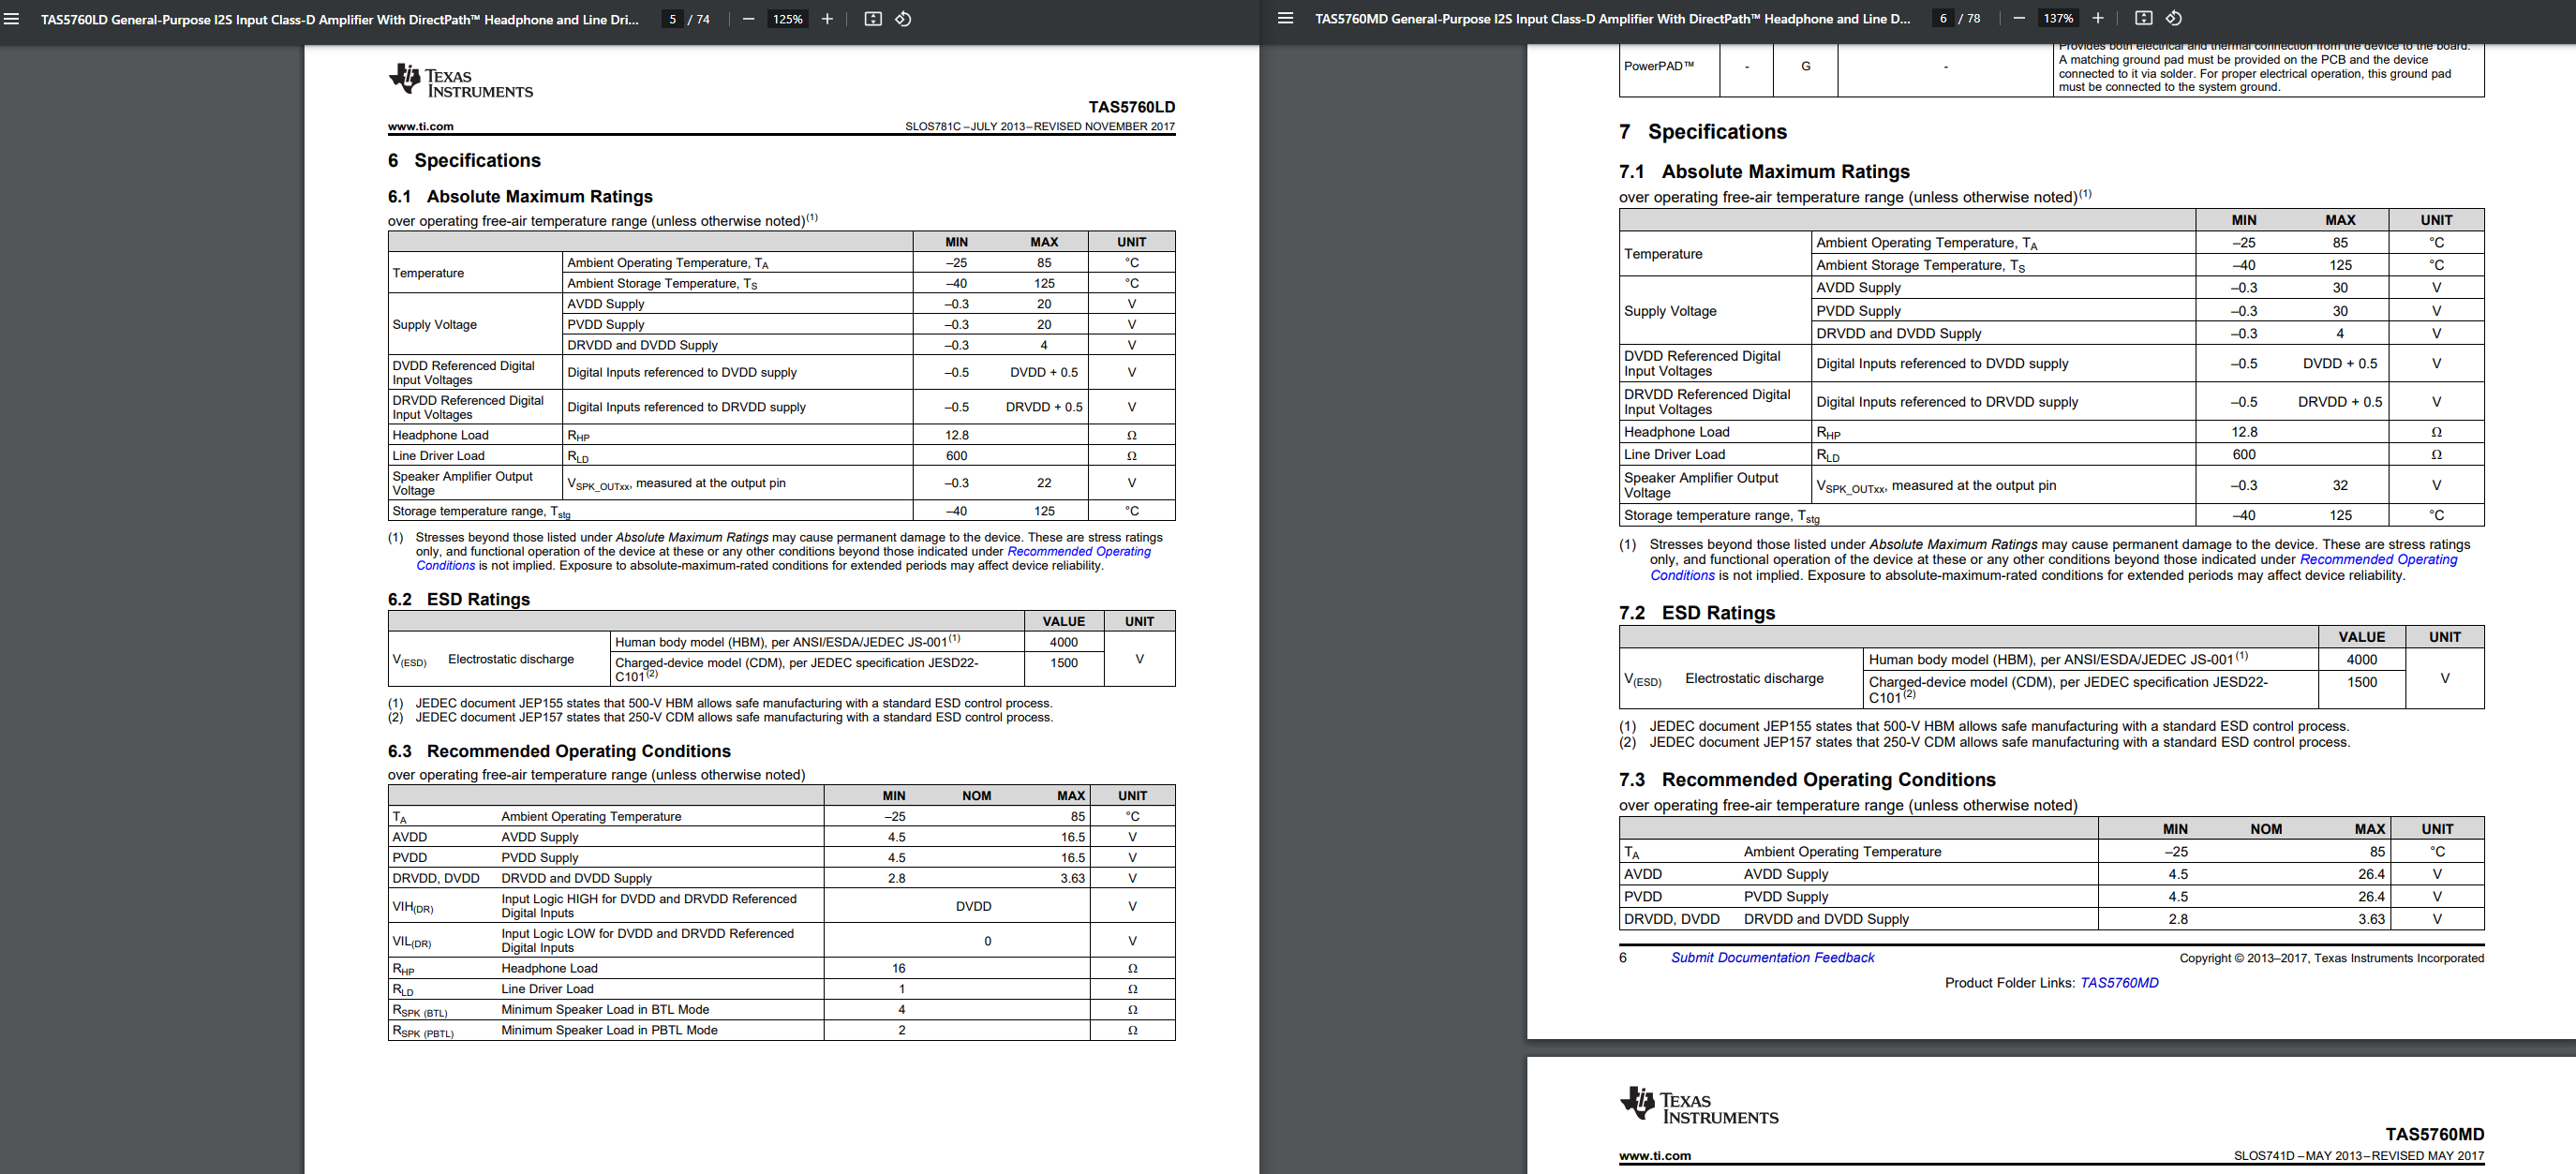 TAS5760LD General-Purpose I2S Input Class-D Amplifier With DirectPath™ Headphone and Line Dri... 5 / 74 — 125% +
TEXAS
INSTRUMENTS
TAS5760LD
www.ti.com SLOS781C –JULY 2013–REVISED NOVEMBER 2017
6 Specifications
6.1 Absolute Maximum Ratings
over operating free-air temperature range (unless otherwise noted)(1)
MIN MAX UNIT
Temperature Ambient Operating Temperature, TA –25 85 °C
Ambient Storage Temperature, TS –40 125 °C
Supply Voltage AVDD Supply –0.3 20 V
PVDD Supply –0.3 20 V
DRVDD and DVDD Supply –0.3 4 V
DVDD Referenced Digital
Input Voltages Digital Inputs referenced to DVDD supply –0.5 DVDD + 0.5 V
DRVDD Referenced Digital
Input Voltages Digital Inputs referenced to DRVDD supply –0.5 DRVDD + 0.5 V
Headphone Load RHP 12.8 Ω
Line Driver Load RLD 600 Ω
Speaker Amplifier Output
Voltage VSPK_OUTxx, measured at the output pin –0.3 22 V
Storage temperature range, Tstg –40 125 °C
(1) Stresses beyond those listed under Absolute Maximum Ratings may cause permanent damage to the device. These are stress ratings
only, and functional operation of the device at these or any other conditions beyond those indicated under Recommended Operating
Conditions is not implied. Exposure to absolute-maximum-rated conditions for extended periods may affect device reliability.
6.2 ESD Ratings
VALUE UNIT
V(ESD) Electrostatic discharge Human body model (HBM), per ANSI/ESDA/JEDEC JS-001(1) 4000 V
Charged-device model (CDM), per JEDEC specification JESD22-
C101(2) 1500
(1) JEDEC document JEP155 states that 500-V HBM allows safe manufacturing with a standard ESD control process.
(2) JEDEC document JEP157 states that 250-V CDM allows safe manufacturing with a standard ESD control process.
6.3 Recommended Operating Conditions
over operating free-air temperature range (unless otherwise noted)
MIN NOM MAX UNIT
TA Ambient Operating Temperature –25 85 °C
AVDD AVDD Supply 4.5 16.5 V
PVDD PVDD Supply 4.5 16.5 V
DRVDD, DVDD DRVDD and DVDD Supply 2.8 3.63 V
VIH(DR) Input Logic HIGH for DVDD and DRVDD Referenced
Digital Inputs DVDD V
VIL(DR) Input Logic LOW for DVDD and DRVDD Referenced
Digital Inputs 0 V
RHP Headphone Load 16 Ω
RLD Line Driver Load 1 Ω
RSPK (BTL) Minimum Speaker Load in BTL Mode 4 Ω
RSPK (PBTL) Minimum Speaker Load in PBTL Mode 2 Ω
TAS5760MD General-Purpose I2S Input Class-D Amplifier With DirectPath™ Headphone and Line D... 6 / 78 — 137% +
Provides both electrical and thermal connection from the device to the board.
PowerPAD™ - G - A matching ground pad must be provided on the PCB and the device
connected to it via solder. For proper electrical operation, this ground pad
must be connected to the system ground.
7 Specifications
7.1 Absolute Maximum Ratings
over operating free-air temperature range (unless otherwise noted)(1)
MIN MAX UNIT
Temperature Ambient Operating Temperature, TA –25 85 °C
Ambient Storage Temperature, TS –40 125 °C
Supply Voltage AVDD Supply –0.3 30 V
PVDD Supply –0.3 30 V
DRVDD and DVDD Supply –0.3 4 V
DVDD Referenced Digital
Input Voltages Digital Inputs referenced to DVDD supply –0.5 DVDD + 0.5 V
DRVDD Referenced Digital
Input Voltages Digital Inputs referenced to DRVDD supply –0.5 DRVDD + 0.5 V
Headphone Load RHP 12.8 Ω
Line Driver Load RLD 600 Ω
Speaker Amplifier Output
Voltage VSPK_OUTxx, measured at the output pin –0.3 32 V
Storage temperature range, Tstg –40 125 °C
(1) Stresses beyond those listed under Absolute Maximum Ratings may cause permanent damage to the device. These are stress ratings
only, and functional operation of the device at these or any other conditions beyond those indicated under Recommended Operating
Conditions is not implied. Exposure to absolute-maximum-rated conditions for extended periods may affect device reliability.
7.2 ESD Ratings
VALUE UNIT
V(ESD) Electrostatic discharge Human body model (HBM), per ANSI/ESDA/JEDEC JS-001(1) 4000 V
Charged-device model (CDM), per JEDEC specification JESD22-
C101(2) 1500
(1) JEDEC document JEP155 states that 500-V HBM allows safe manufacturing with a standard ESD control process.
(2) JEDEC document JEP157 states that 250-V CDM allows safe manufacturing with a standard ESD control process.
7.3 Recommended Operating Conditions
over operating free-air temperature range (unless otherwise noted)
MIN NOM MAX UNIT
TA Ambient Operating Temperature –25 85 °C
AVDD AVDD Supply 4.5 26.4 V
PVDD PVDD Supply 4.5 26.4 V
DRVDD, DVDD DRVDD and DVDD Supply 2.8 3.63 V
6 Submit Documentation Feedback Copyright © 2013–2017, Texas Instruments Incorporated
Product Folder Links: TAS5760MD
TEXAS
INSTRUMENTS
TAS5760MD
www.ti.com SLOS741D –MAY 2013–REVISED MAY 2017